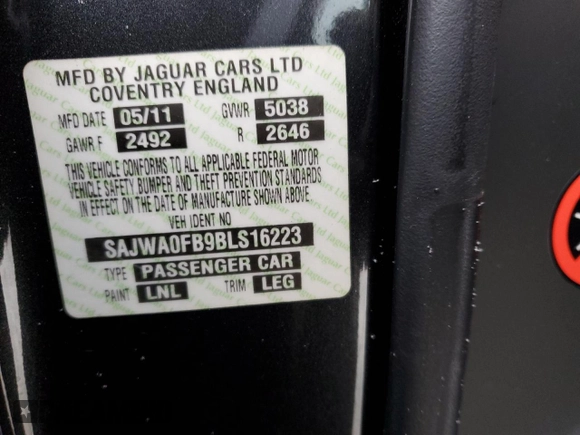 MFD BY JAGUAR CARS LTD
COVENTRY ENGLAND
MFD DATE 05/11 GVWR 5038
GAWR F 2492 R 2646
THIS VEHICLE CONFORMS TO ALL APPLICABLE FEDERAL MOTOR
VEHICLE SAFETY BUMPER AND THEFT PREVENTION STANDARDS
IN EFFECT ON THE DATE OF MANUFACTURE SHOWN ABOVE.
VEH IDENT NO
SAJWA0FB9BLS16223
TYPE PASSENGER CAR
PAINT LNL TRIM LEG